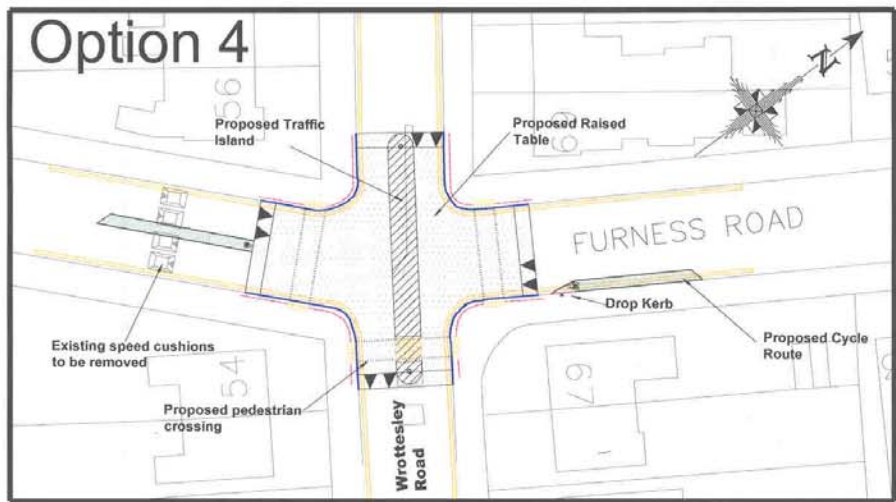 Option 4
N
56
69
Proposed Traffic
Island
Proposed Raised
Table
FURNESS ROAD
Drop Kerb
Existing speed cushions
to be removed
Proposed Cycle
Route
54
67
Proposed pedestrian
crossing
Wrottesley
Road